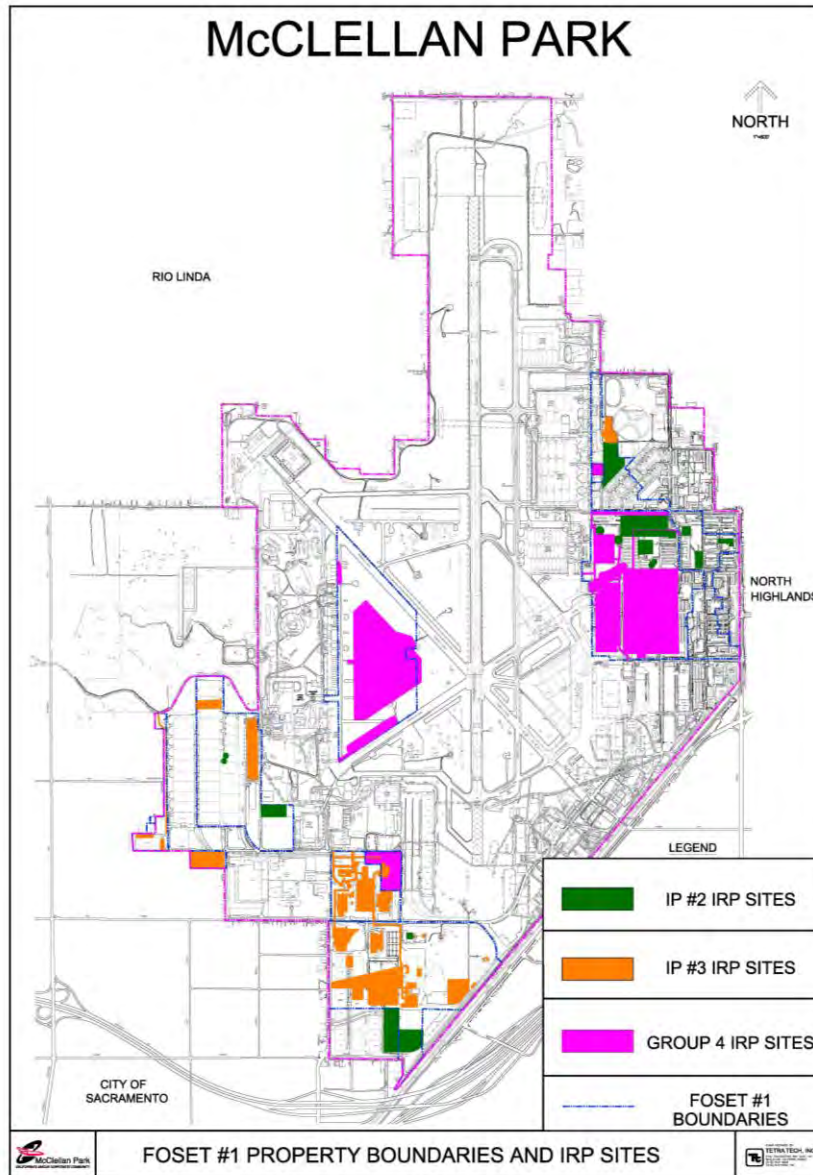 McCLELLAN PARK
NORTH
RIO LINDA
NORTH
HIGHLANDS
LEGEND
IP #2 IRP SITES
IP #3 IRP SITES
GROUP 4 IRP SITES
FOSET #1
BOUNDARIES
CITY OF
SACRAMENTO
McClellan Park
FOSET #1 PROPERTY BOUNDARIES AND IRP SITES
TETRA TECH, INC